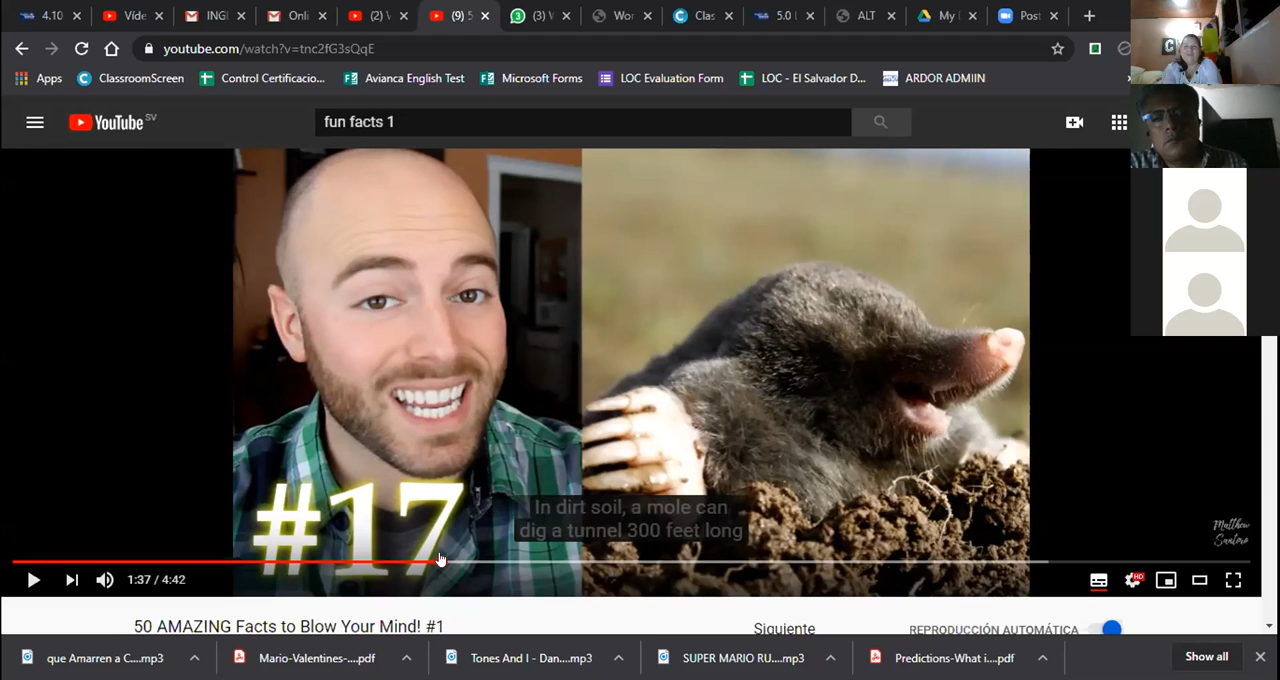 4.10
Víde
ING
Onli
(2) \
(9) 5
(3) W
Wor
Clas
5.0 I
ALT
My
Post
youtube.com/watch?v=tnc2fG3sQqE
Apps
ClassroomScreen
Control Certificacio...
Avianca English Test
Microsoft Forms
LOC Evaluation Form
LOC - El Salvador D...
ARDOR ADMIIN
YouTube SV
fun facts 1
#17
In dirt soil, a mole can
dig a tunnel 300 feet long
Matthew
Santoro
1:37 / 4:42
HD
50 AMAZING Facts to Blow Your Mind! #1
Siguiente
REPRODUCCIÓN AUTOMÁTICA
que Amarren a C....mp3
Mario-Valentines-....pdf
Tones And I - Dan....mp3
SUPER MARIO RU....mp3
Predictions-What i....pdf
Show all